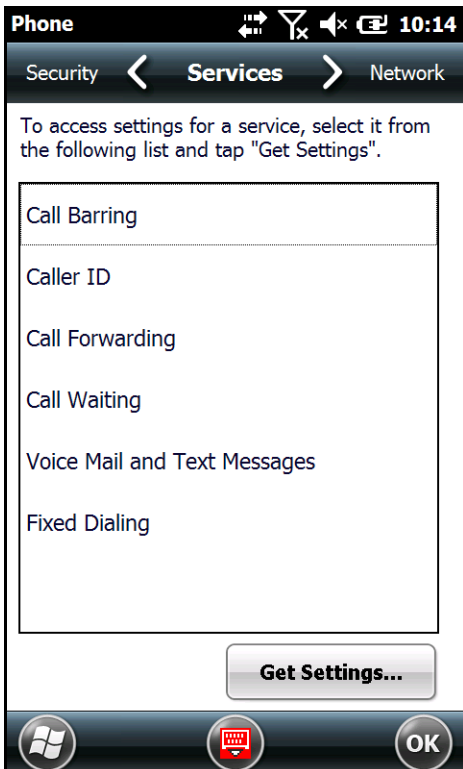 Phone 10:14
Security Services Network
To access settings for a service, select it from
the following list and tap "Get Settings".
Call Barring
Caller ID
Call Forwarding
Call Waiting
Voice Mail and Text Messages
Fixed Dialing
Get Settings...
OK